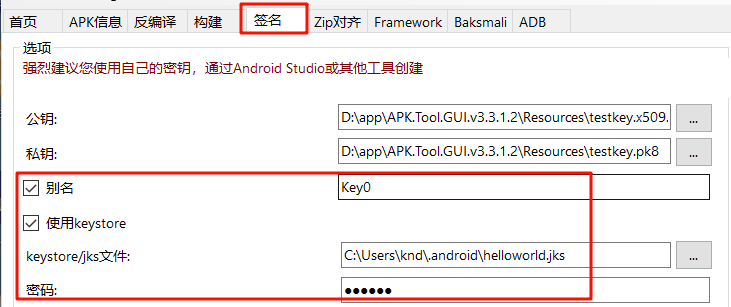 首页 APK信息 反编译 构建 签名 Zip对齐 Framework Baksmali ADB
选项
强烈建议您使用自己的密钥，通过Android Studio或其他工具创建
公钥: D:\app\APK.Tool.GUI.v3.3.1.2\Resources\testkey.x509. ...
私钥: D:\app\APK.Tool.GUI.v3.3.1.2\Resources\testkey.pk8 ...
别名 Key0
使用keystore
keystore/jks文件: C:\Users\knd\.android\helloworld.jks ...
密码: ●●●●●●